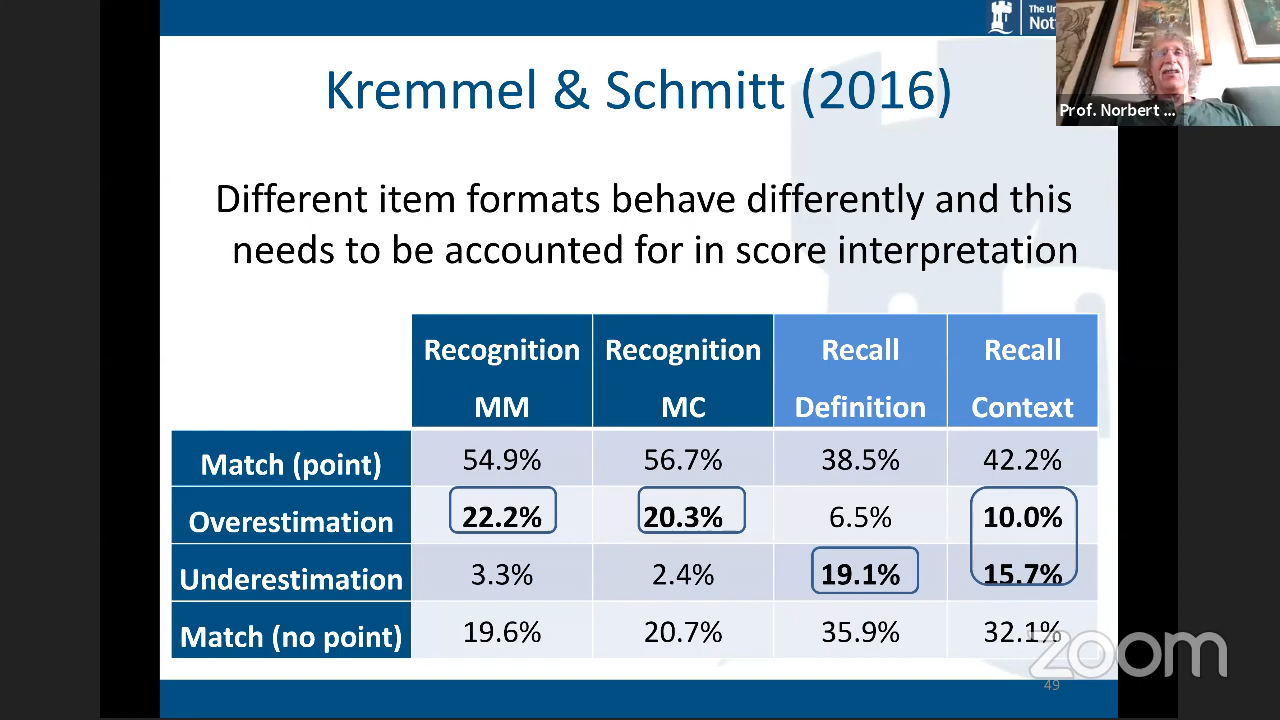 The Un
Nott
Prof. Norbert ...
Kremmel & Schmitt (2016)
Different item formats behave differently and this
needs to be accounted for in score interpretation
Recognition Recognition Recall Recall
MM MC Definition Context
Match (point) 54.9% 56.7% 38.5% 42.2%
Overestimation 22.2% 20.3% 6.5% 10.0%
Underestimation 3.3% 2.4% 19.1% 15.7%
Match (no point) 19.6% 20.7% 35.9% 32.1%
zoom
49